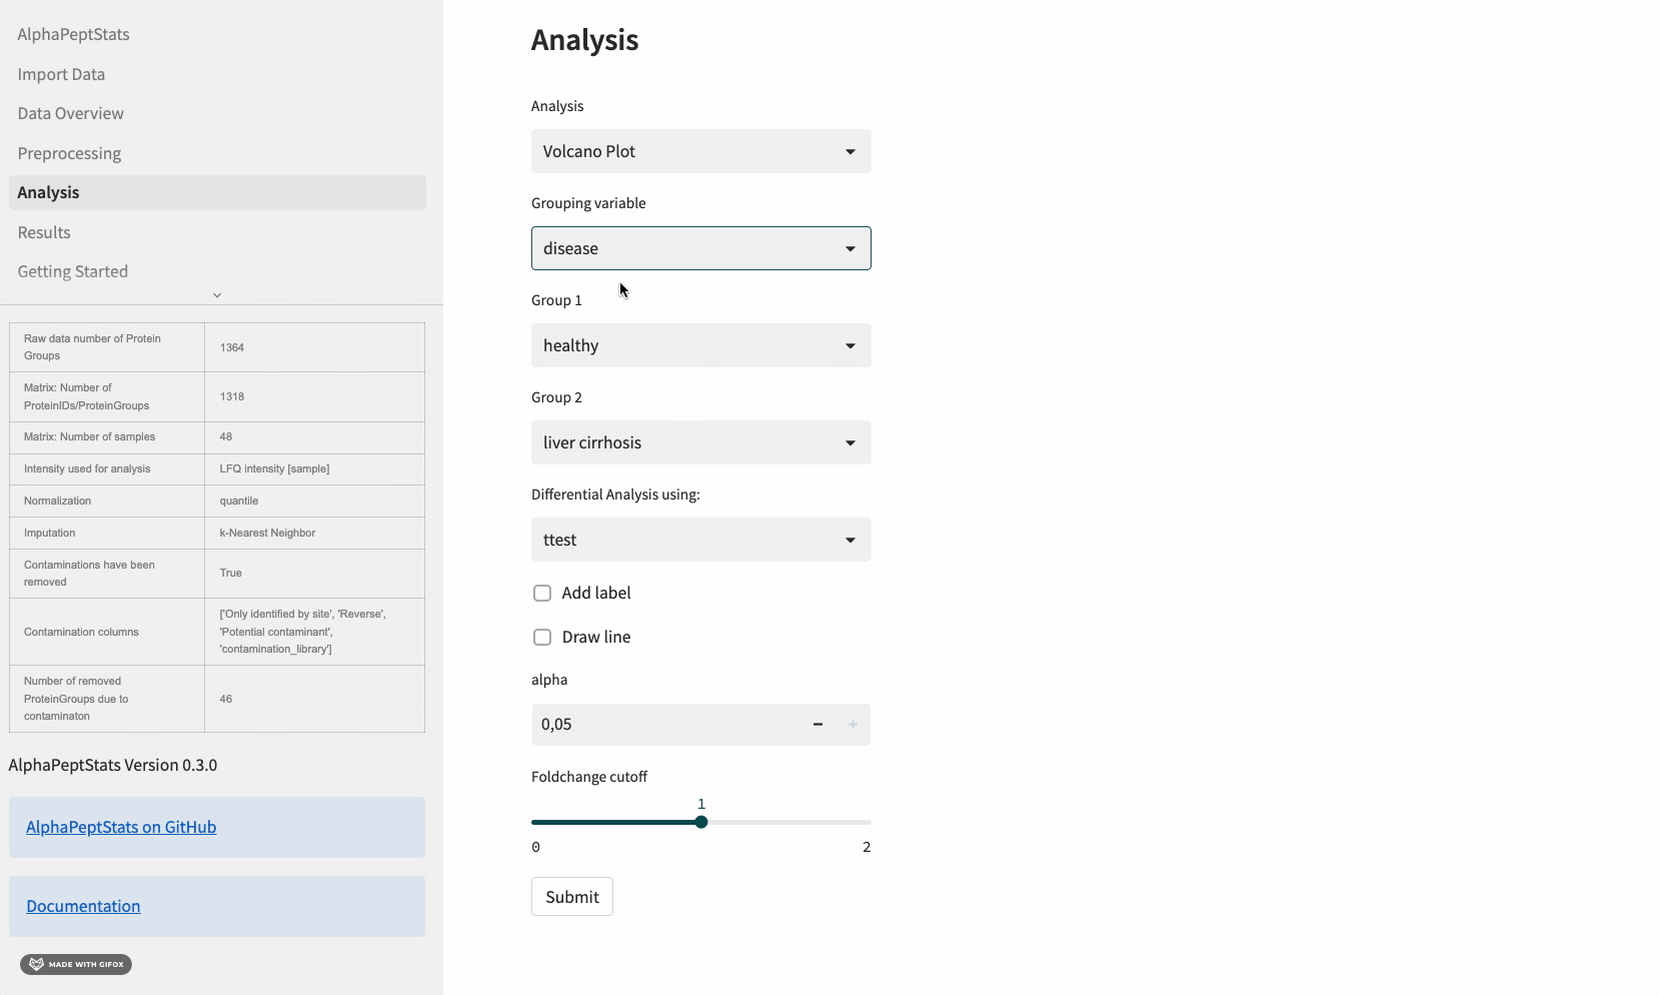 AlphaPeptStats
Import Data
Data Overview
Preprocessing
Analysis
Results
Getting Started
Raw data number of Protein
Groups
1364
Matrix: Number of
ProteinIDs/ProteinGroups
1318
Matrix: Number of samples
48
Intensity used for analysis
LFQ intensity [sample]
Normalization
quantile
Imputation
k-Nearest Neighbor
Contaminations have been
removed
True
Contamination columns
['Only identified by site', 'Reverse',
'Potential contaminant',
'contamination_library']
Number of removed
ProteinGroups due to
contaminaton
46
AlphaPeptStats Version 0.3.0
AlphaPeptStats on GitHub
Documentation
MADE WITH GIFOX
Analysis
Analysis
Volcano Plot
Grouping variable
disease
Group 1
healthy
Group 2
liver cirrhosis
Differential Analysis using:
ttest
Add label
Draw line
alpha
0,05
Foldchange cutoff
1
0
2
Submit